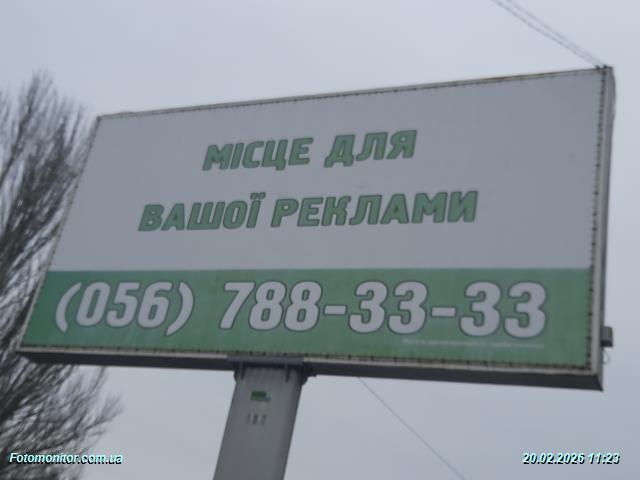 МІСЦЕ ДЛЯ
ВАШОЇ РЕКЛАМИ
(056) 788-33-33
Fotomonitor.com.ua
20.02.2026 11:23